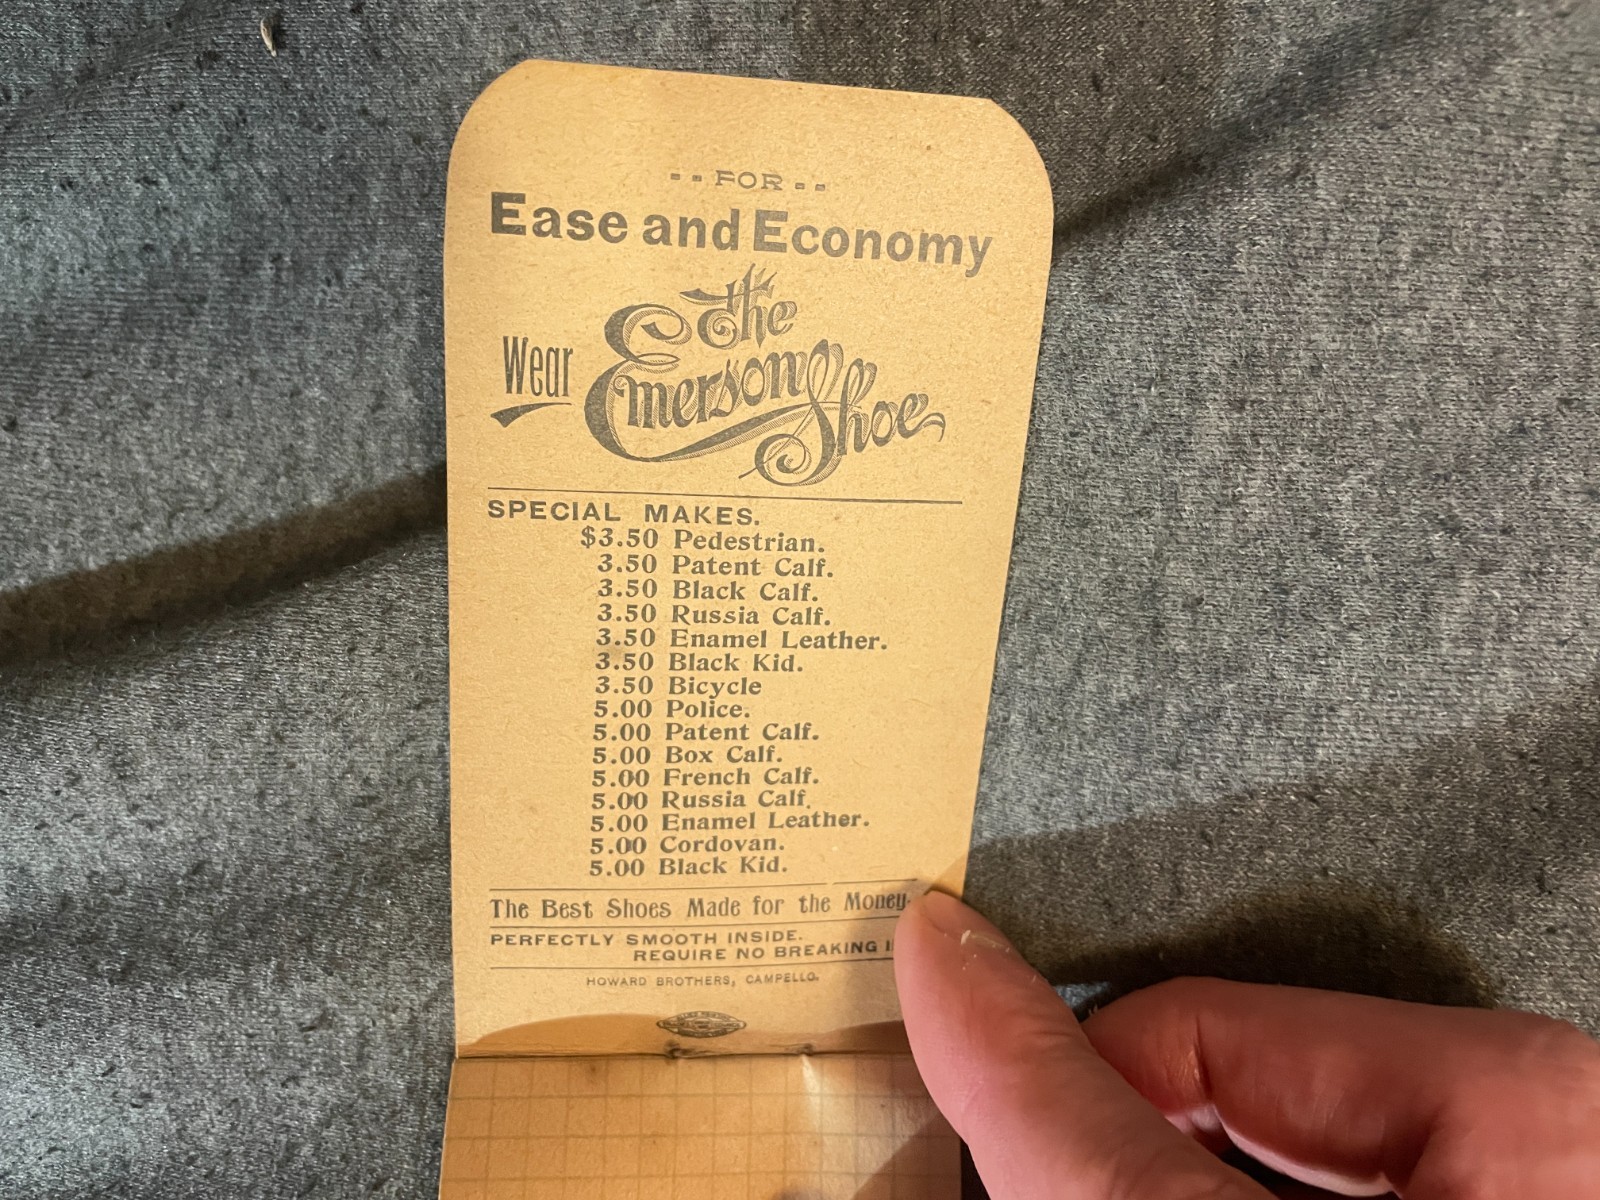 -- FOR --
Ease and Economy
Wear
the
Emerson Shoe
SPECIAL MAKES.
$3.50 Pedestrian.
3.50 Patent Calf.
3.50 Black Calf.
3.50 Russia Calf.
3.50 Enamel Leather.
3.50 Black Kid.
3.50 Bicycle
5.00 Police.
5.00 Patent Calf.
5.00 Box Calf.
5.00 French Calf.
5.00 Russia Calf.
5.00 Enamel Leather.
5.00 Cordovan.
5.00 Black Kid.
The Best Shoes Made for the Money.
PERFECTLY SMOOTH INSIDE.
REQUIRE NO BREAKING
HOWARD BROTHERS, CAMPELLO.